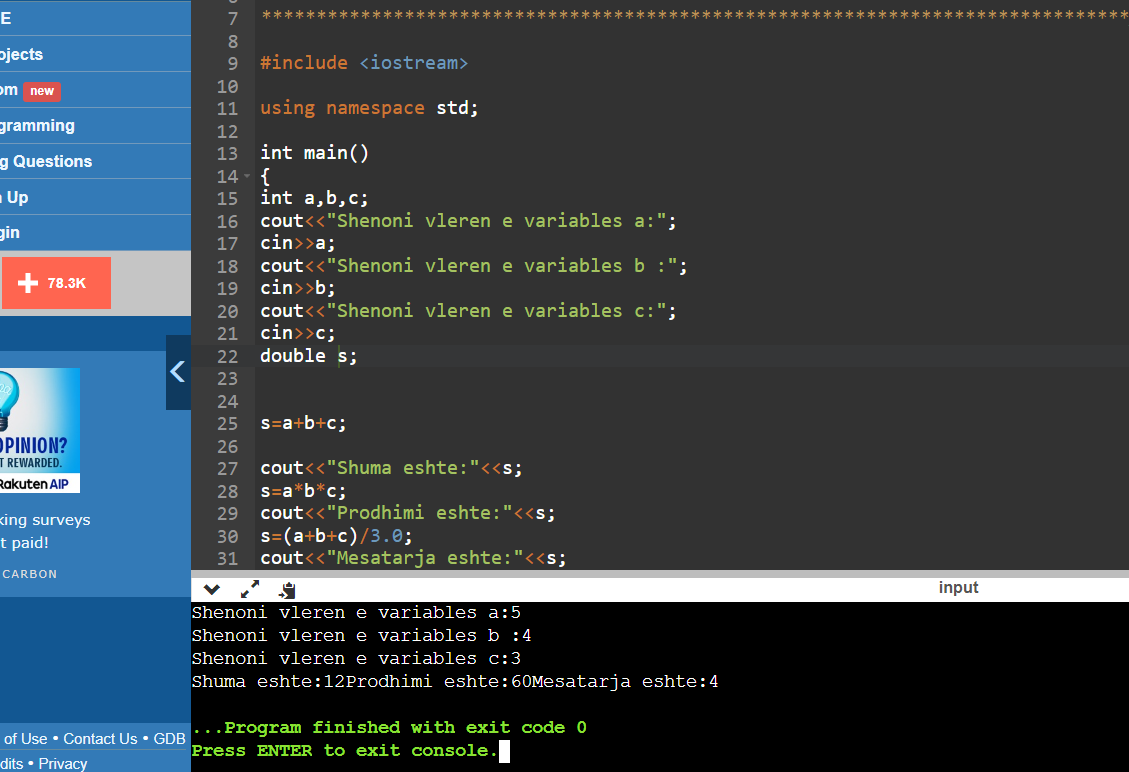 E
ojects
om new
gramming
g Questions
Up
gin
78.3K
OPINION?
T REWARDED.
Rakuten AIP
king surveys
t paid!
CARBON
of Use • Contact Us • GDB
dits • Privacy
7 ********************************************************************************
8
9 #include <iostream>
10
11 using namespace std;
12
13 int main()
14 {
15 int a,b,c;
16 cout<<"Shenoni vleren e variables a:";
17 cin>>a;
18 cout<<"Shenoni vleren e variables b :";
19 cin>>b;
20 cout<<"Shenoni vleren e variables c:";
21 cin>>c;
22 double s;
23
24
25 s=a+b+c;
26
27 cout<<"Shuma eshte:"<<s;
28 s=a*b*c;
29 cout<<"Prodhimi eshte:"<<s;
30 s=(a+b+c)/3.0;
31 cout<<"Mesatarja eshte:"<<s;
input
Shenoni vleren e variables a:5
Shenoni vleren e variables b :4
Shenoni vleren e variables c:3
Shuma eshte:12Prodhimi eshte:60Mesatarja eshte:4
...Program finished with exit code 0
Press ENTER to exit console.